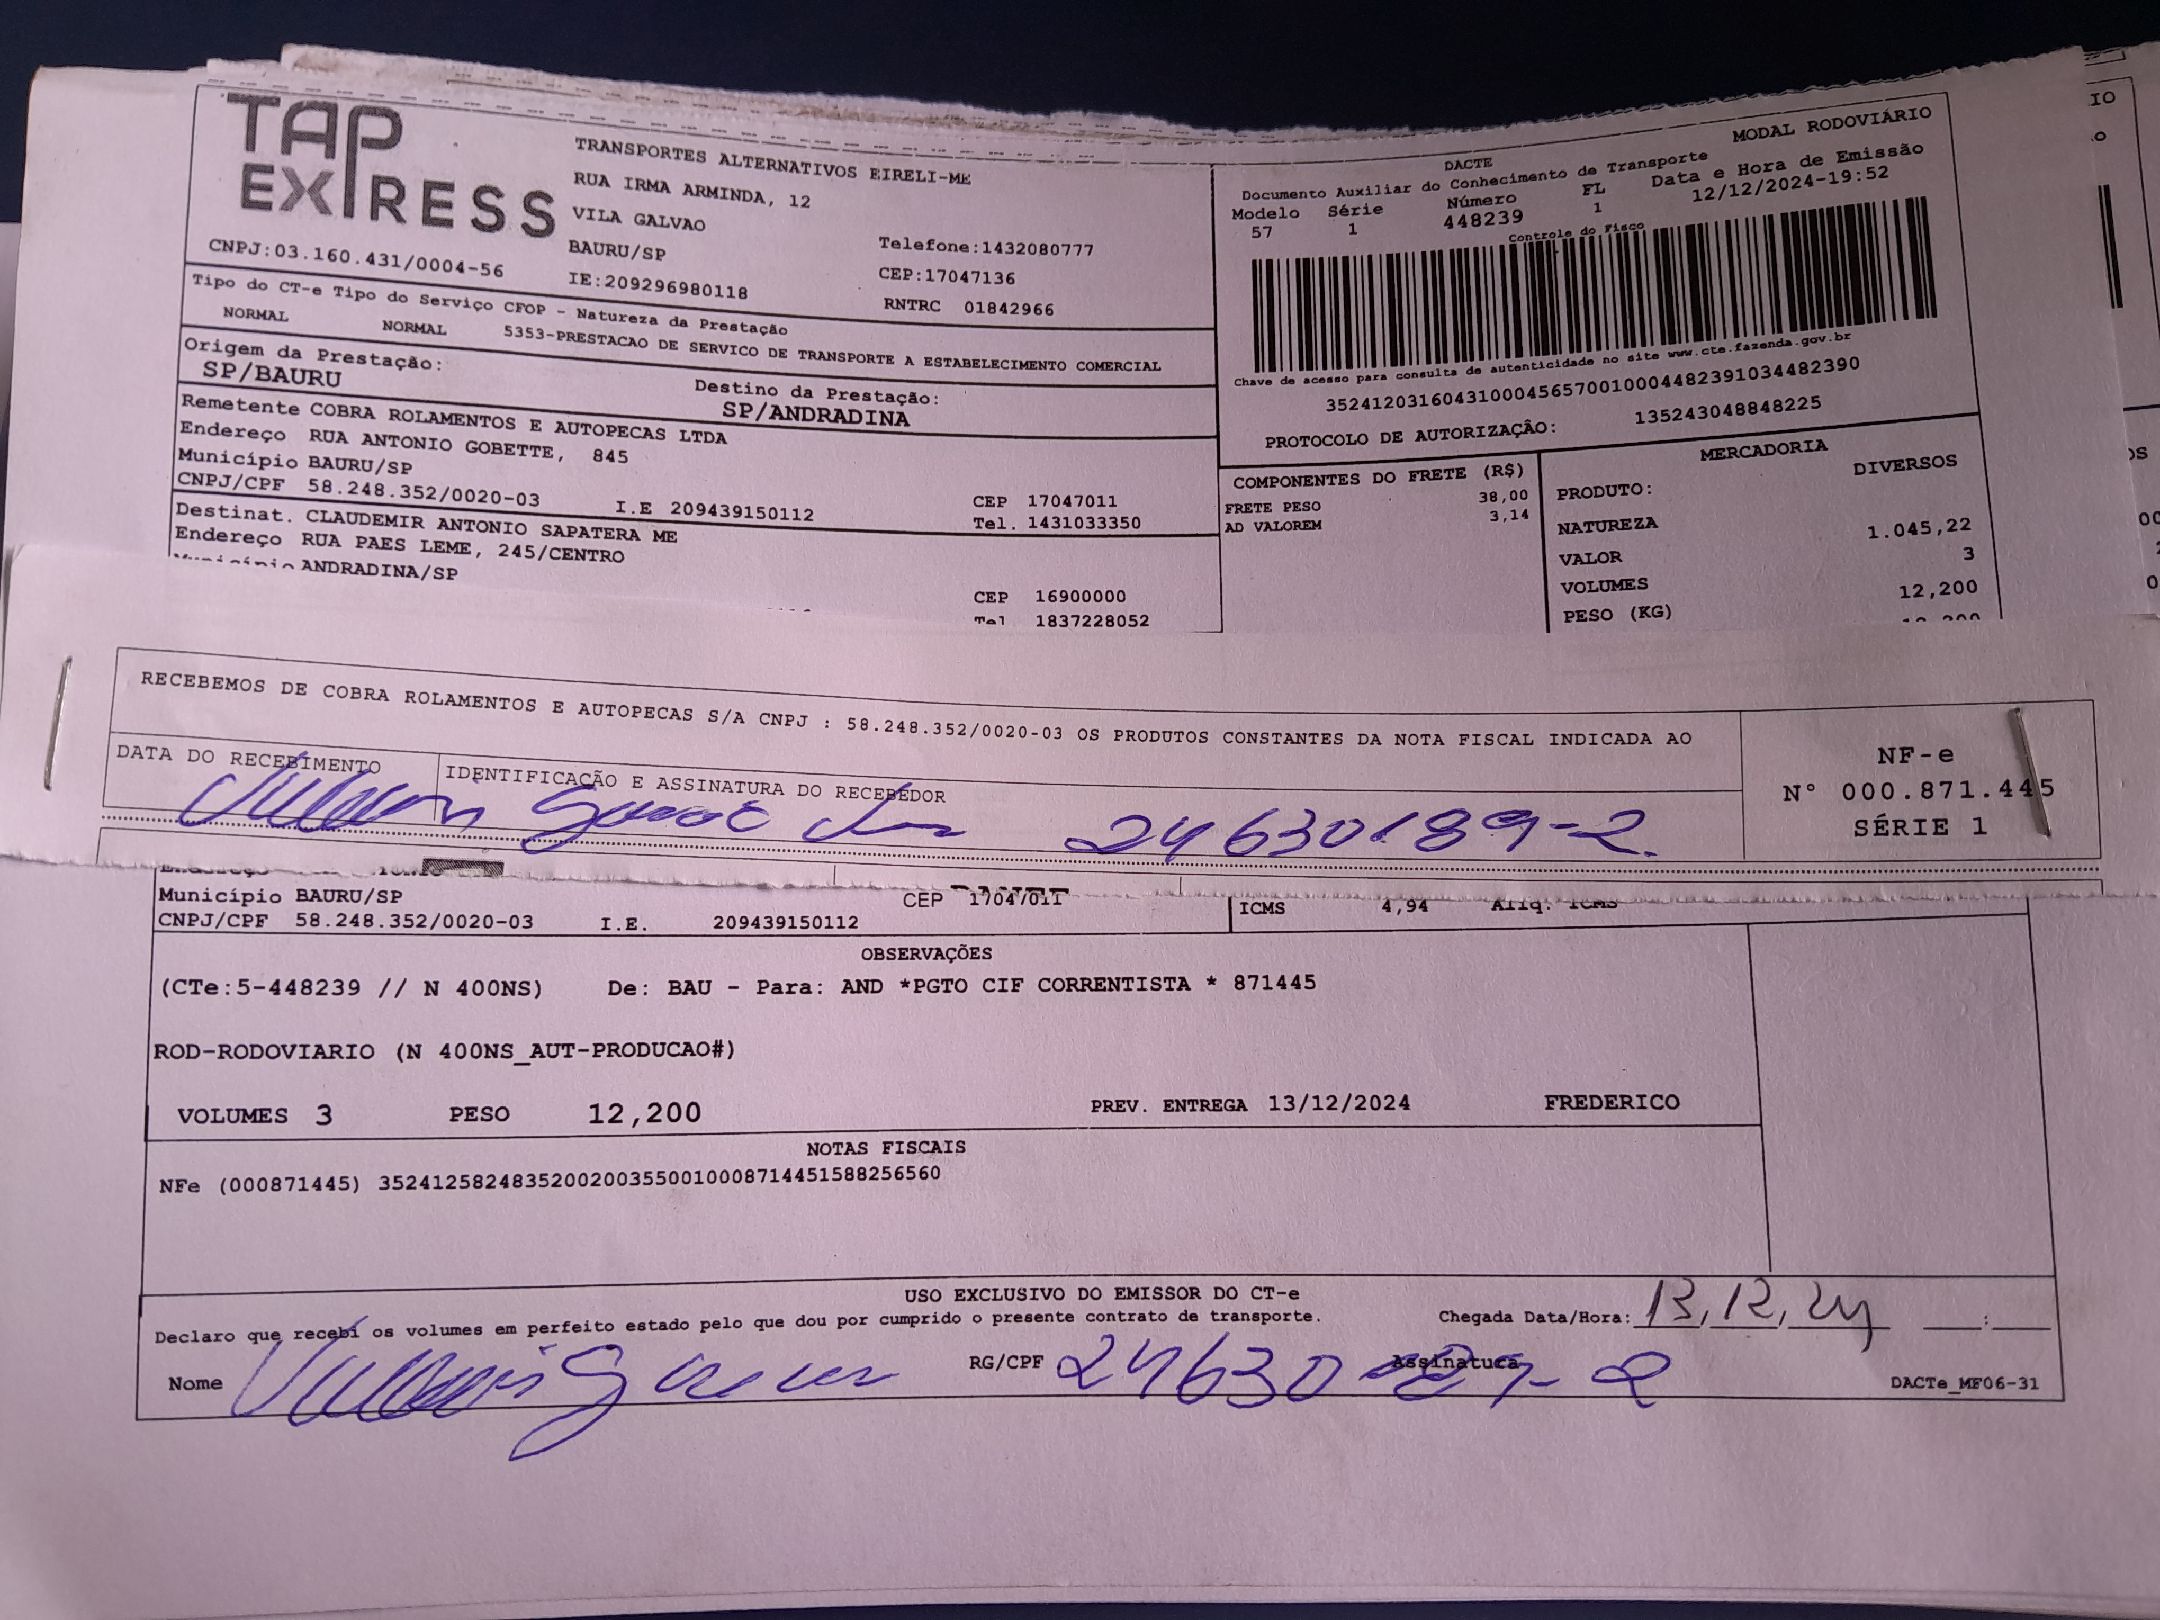 TAP EXPRESS
TRANSPORTES ALTERNATIVOS EIRELI-ME
RUA IRMA ARMINDA, 12
VILA GALVAO
BAURU/SP
Telefone:1432080777
CNPJ:03.160.431/0004-56
IE:209296980118
CEP:17047136
RNTRC 01842966
Tipo do CT-e Tipo do Serviço CFOP - Natureza da Prestação
NORMAL NORMAL 5353-PRESTACAO DE SERVICO DE TRANSPORTE A ESTABELECIMENTO COMERCIAL
Origem da Prestação:
SP/BAURU
Destino da Prestação:
SP/ANDRADINA
Remetente COBRA ROLAMENTOS E AUTOPECAS LTDA
Endereço RUA ANTONIO GOBETTE, 845
Município BAURU/SP
CEP 17047011
CNPJ/CPF 58.248.352/0020-03 I.E 209439150112 Tel. 1431033350
Destinat. CLAUDEMIR ANTONIO SAPATERA ME
Endereço RUA PAES LEME, 245/CENTRO
Município ANDRADINA/SP
CEP 16900000
Tel 1837228052
MODAL RODOVIÁRIO
DACTE
Documento Auxiliar do Conhecimento de Transporte
Modelo Série Número FL Data e Hora de Emissão
57 1 448239 1 12/12/2024-19:52
Controle do Fisco
Chave de acesso para consulta de autenticidade no site www.cte.fazenda.gov.br
35241203160431000456570010004482391034482390
PROTOCOLO DE AUTORIZAÇÃO: 135243048848225
COMPONENTES DO FRETE (R$)
FRETE PESO 38,00
AD VALOREM 3,14
MERCADORIA
PRODUTO: DIVERSOS
NATUREZA
VALOR 1.045,22
VOLUMES 3
PESO (KG) 12,200
RECEBEMOS DE COBRA ROLAMENTOS E AUTOPECAS S/A CNPJ : 58.248.352/0020-03 OS PRODUTOS CONSTANTES DA NOTA FISCAL INDICADA AO
DATA DO RECEBIMENTO
IDENTIFICAÇÃO E ASSINATURA DO RECEBEDOR
24630189-2
NF-e
N° 000.871.445
SÉRIE 1
Município BAURU/SP CEP 17047011
CNPJ/CPF 58.248.352/0020-03 I.E. 209439150112
ICMS 4,94 Aliq. ICMS
OBSERVAÇÕES
(CTe:5-448239 // N 400NS) De: BAU - Para: AND *PGTO CIF CORRENTISTA * 871445
ROD-RODOVIARIO (N 400NS_AUT-PRODUCAO#)
VOLUMES 3 PESO 12,200 PREV. ENTREGA 13/12/2024 FREDERICO
NOTAS FISCAIS
NFe (000871445) 35241258248352002003550010008714451588256560
USO EXCLUSIVO DO EMISSOR DO CT-e
Declaro que recebi os volumes em perfeito estado pelo que dou por cumprido o presente contrato de transporte.
Chegada Data/Hora: 13,12,24 :
Nome RG/CPF 24630189-2 Assinatura
DACTe_MF06-31